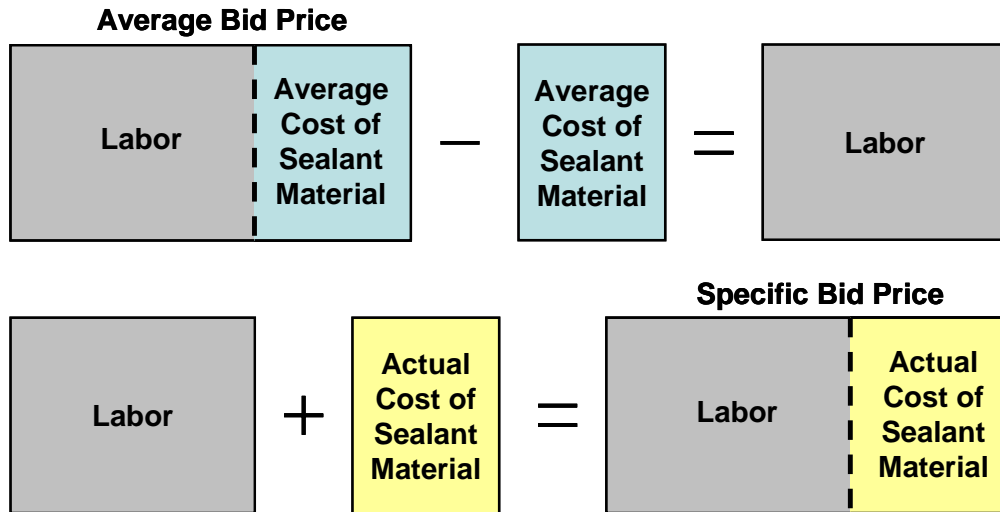 Average Bid Price
Labor
Average
Cost of
Sealant
Material
−
Average
Cost of
Sealant
Material
=
Labor
Specific Bid Price
Labor
+
Actual
Cost of
Sealant
Material
=
Labor
Actual
Cost of
Sealant
Material